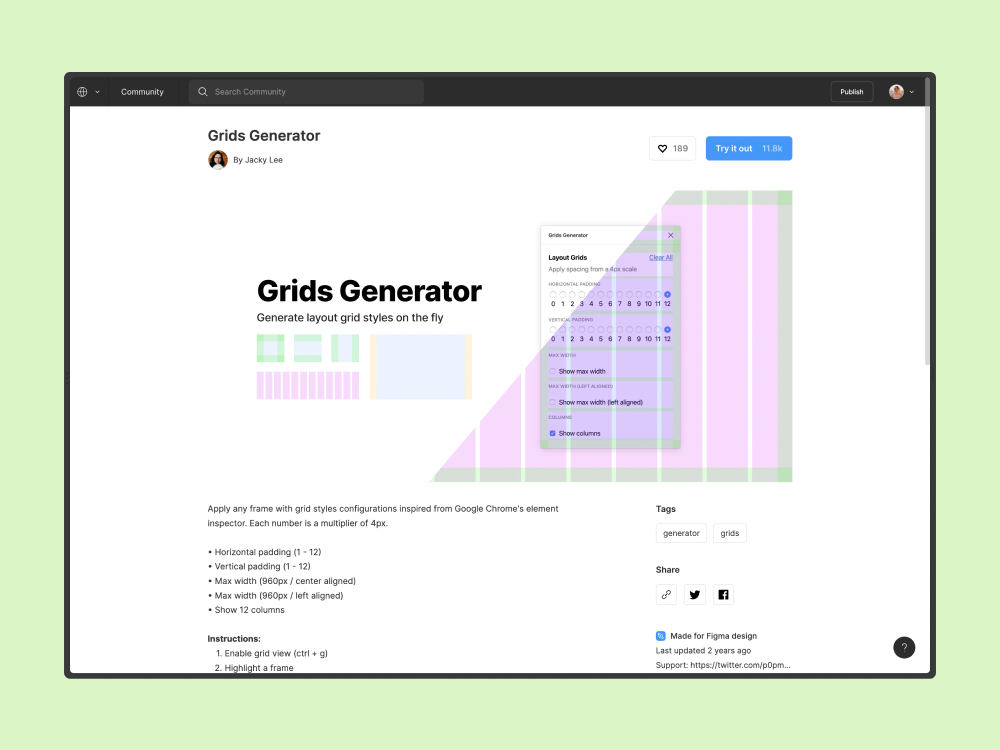 Community
Search Community
Publish
Grids Generator
By Jacky Lee
189
Try it out 11.8k
Grids Generator
Generate layout grid styles on the fly
Grids Generator
Layout Grids
Clear All
Apply spacing from a 4px scale
HORIZONTAL PADDING
0 1 2 3 4 5 6 7 8 9 10 11 12
VERTICAL PADDING
0 1 2 3 4 5 6 7 8 9 10 11 12
MAX WIDTH
Show max width
MAX WIDTH (LEFT ALIGNED)
Show max width (left aligned)
COLUMNS
Show columns
Apply any frame with grid styles configurations inspired from Google Chrome's element
inspector. Each number is a multiplier of 4px.
• Horizontal padding (1 - 12)
• Vertical padding (1 - 12)
• Max width (960px / center aligned)
• Max width (960px / left aligned)
• Show 12 columns
Instructions:
1. Enable grid view (ctrl + g)
2. Highlight a frame
Tags
generator
grids
Share
Made for Figma design
Last updated 2 years ago
Support: https://twitter.com/p0pm...
?